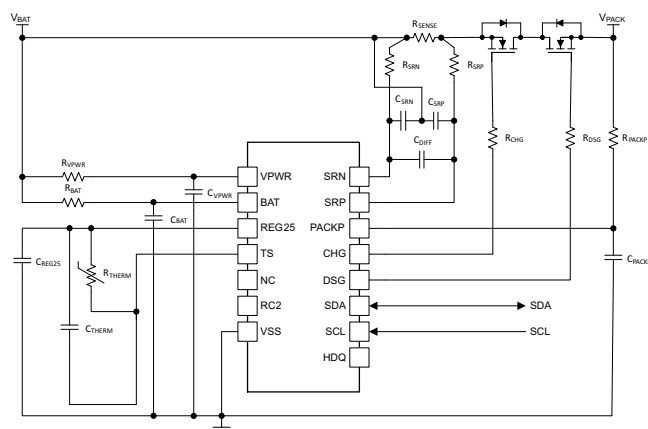 VBAT
RSENSE
VPACK
RSRN
RSRP
CSRN
CSRP
RCHG
RDSG
RPACKP
CDIFF
RVPWR
RBAT
CVPWR
CBAT
VPWR
SRN
BAT
SRP
REG25
PACKP
TS
CHG
NC
DSG
RC2
SDA
SDA
VSS
SCL
SCL
HDQ
CREG25
RTHERM
CTHERM
CPACK